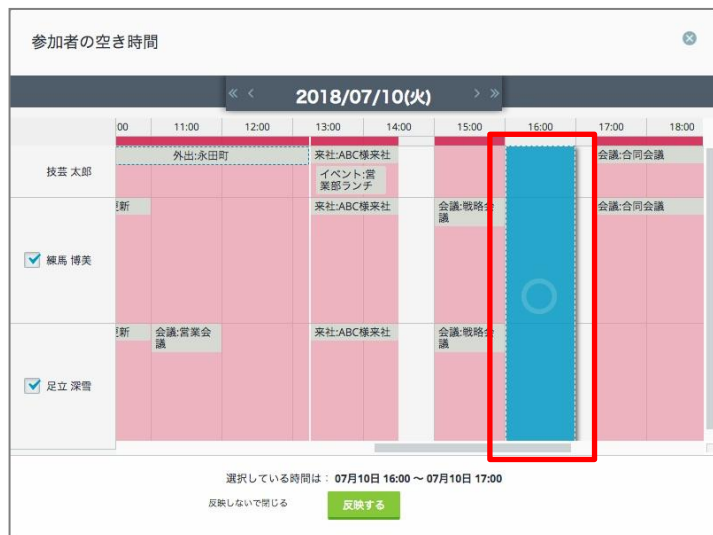 参加者の空き時間
« ‹ 2018/07/10(火) › »
00 11:00 12:00 13:00 14:00 15:00 16:00 17:00 18:00
技芸 太郎
外出:永田町
来社:ABC様来社
イベント:営
業部ランチ
会議:合同会議
練馬 博美
更新
来社:ABC様来社
会議:戦略会
議
会議:合同会議
足立 深雪
更新
会議:営業会
議
来社:ABC様来社
会議:戦略会
議
選択している時間は: 07月10日 16:00 ~ 07月10日 17:00
反映しないで閉じる
反映する